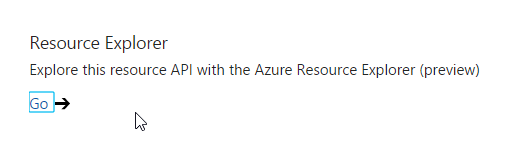 Resource Explorer
Explore this resource API with the Azure Resource Explorer (preview)
Go ➔